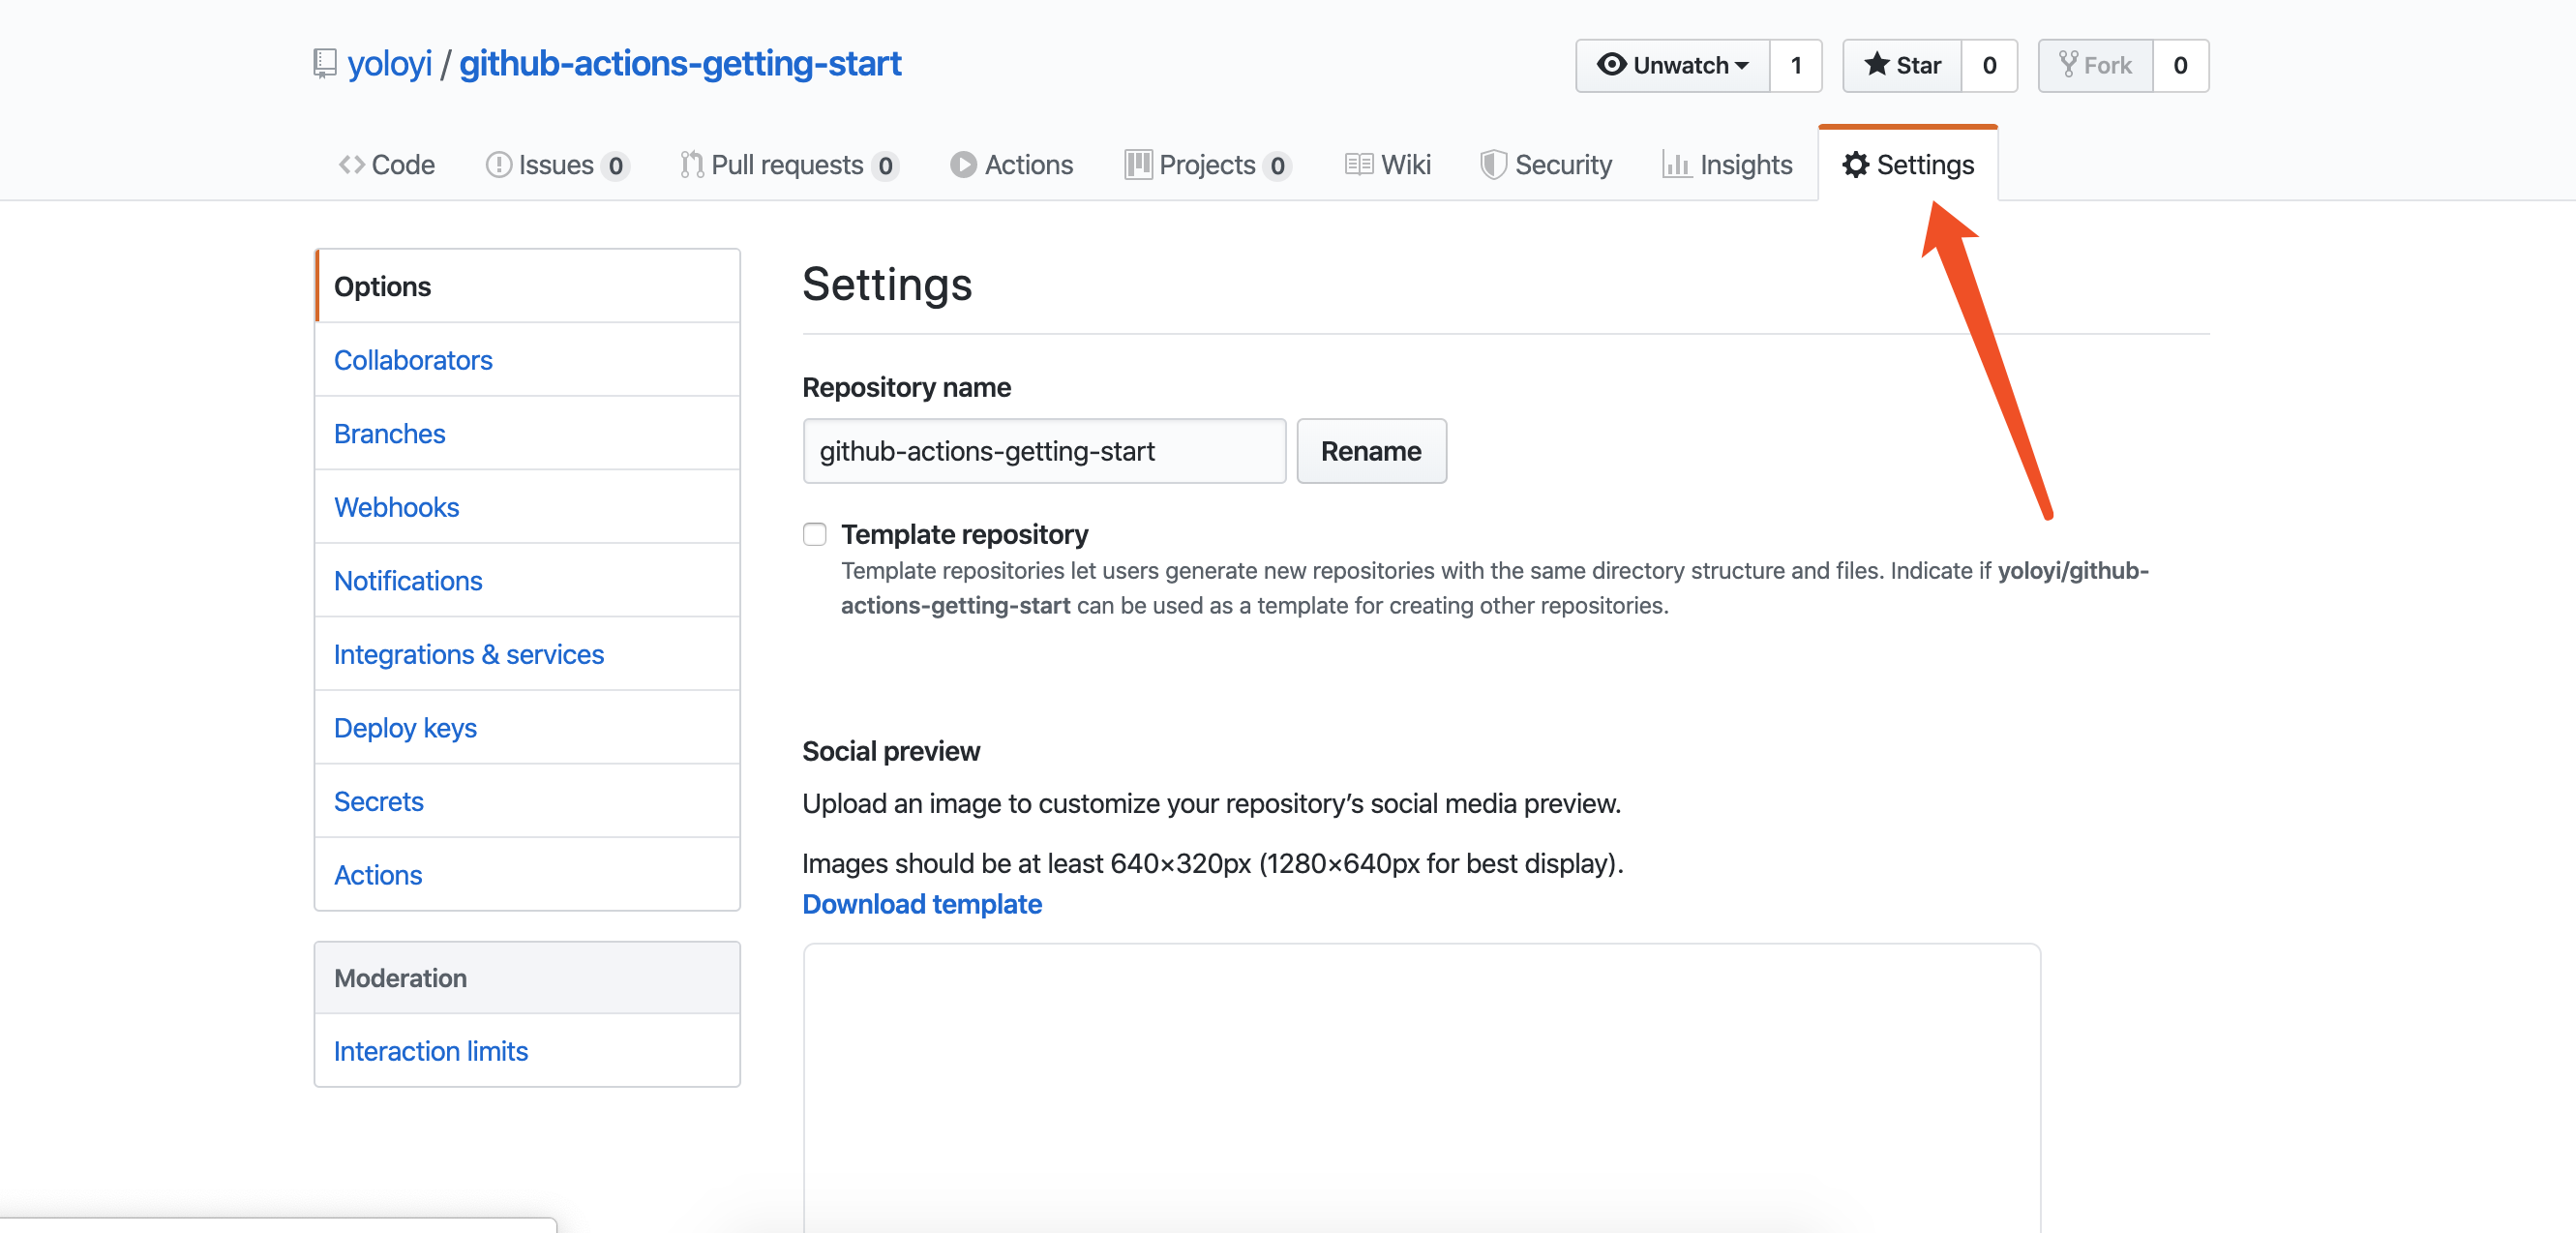 yoloyi / github-actions-getting-start
Unwatch 1 Star 0 Fork 0
Code Issues 0 Pull requests 0 Actions Projects 0 Wiki Security Insights Settings
Options
Collaborators
Branches
Webhooks
Notifications
Integrations & services
Deploy keys
Secrets
Actions
Moderation
Interaction limits
Settings
Repository name
github-actions-getting-start Rename
Template repository
Template repositories let users generate new repositories with the same directory structure and files. Indicate if yoloyi/github-
actions-getting-start can be used as a template for creating other repositories.
Social preview
Upload an image to customize your repository’s social media preview.
Images should be at least 640×320px (1280×640px for best display).
Download template